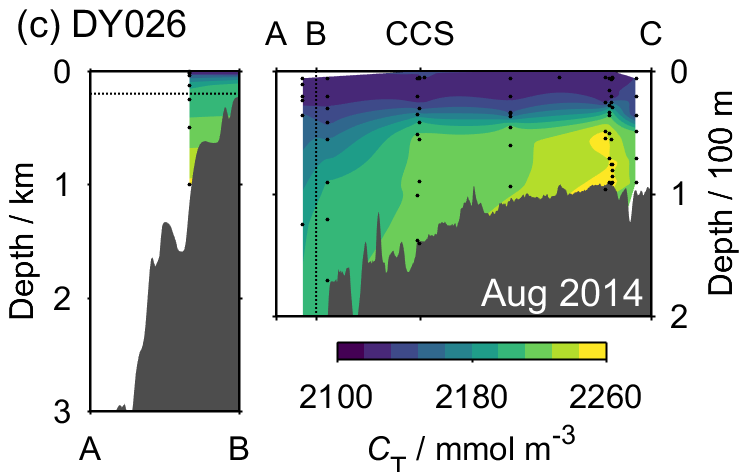 (c) DY026
A B CCS C
0
1
2
3
Depth / km
A B
0
1
2
Depth / 100 m
Aug 2014
2100 2180 2260
C_T / mmol m⁻³